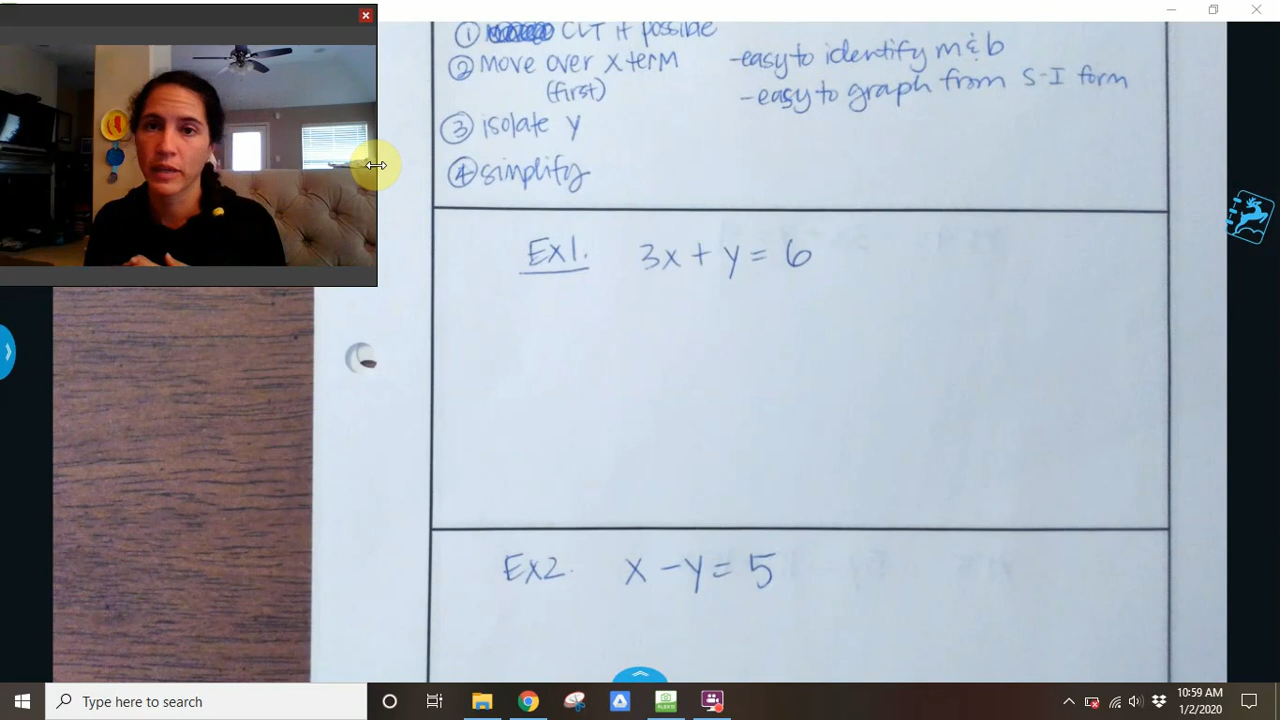 ① CLT if possible
② Move over x term
(first)
③ isolate y
④ simplify
-easy to identify m & b
-easy to graph from S-I form
Ex1. 3x + y = 6
Ex2. x - y = 5
Type here to search
10:59 AM
1/2/2020